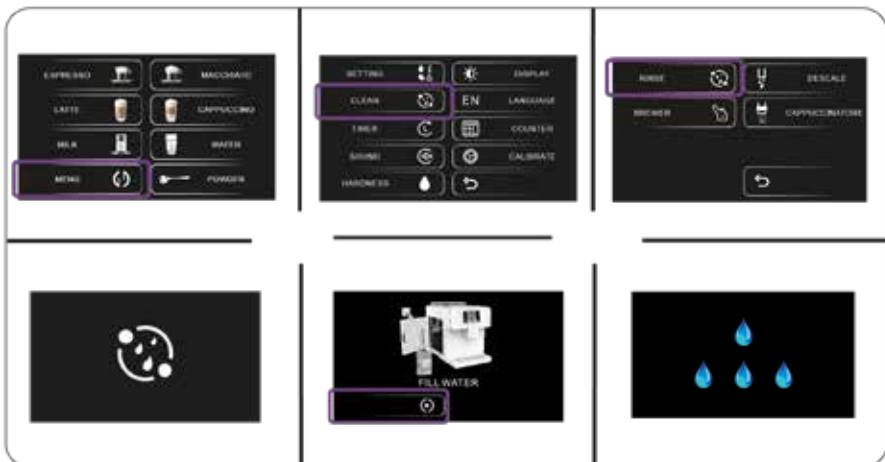 ESPRESSO MACCHIATO
LATTE CAPPUCCINO
MILK WATER
MENU POWDER
SETTING DISPLAY
CLEAN EN LANGUAGE
TIMER COUNTER
SOUND CALIBRATE
HARDNESS
RINSE DESCALE
BREWER CAPPUCCINATORE
FILL WATER